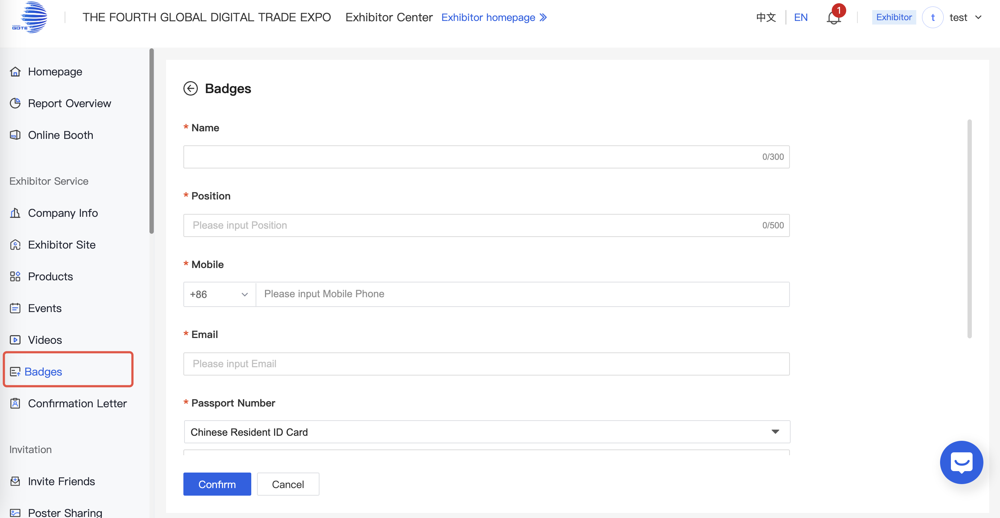 GDTE
THE FOURTH GLOBAL DIGITAL TRADE EXPO
Exhibitor Center
Exhibitor homepage
中文
EN
1
Exhibitor
t
test
Homepage
Report Overview
Online Booth
Exhibitor Service
Company Info
Exhibitor Site
Products
Events
Videos
Badges
Confirmation Letter
Invitation
Invite Friends
Poster Sharing
Badges
* Name
0/300
* Position
Please input Position
0/500
* Mobile
+86
Please input Mobile Phone
* Email
Please input Email
* Passport Number
Chinese Resident ID Card
Confirm
Cancel